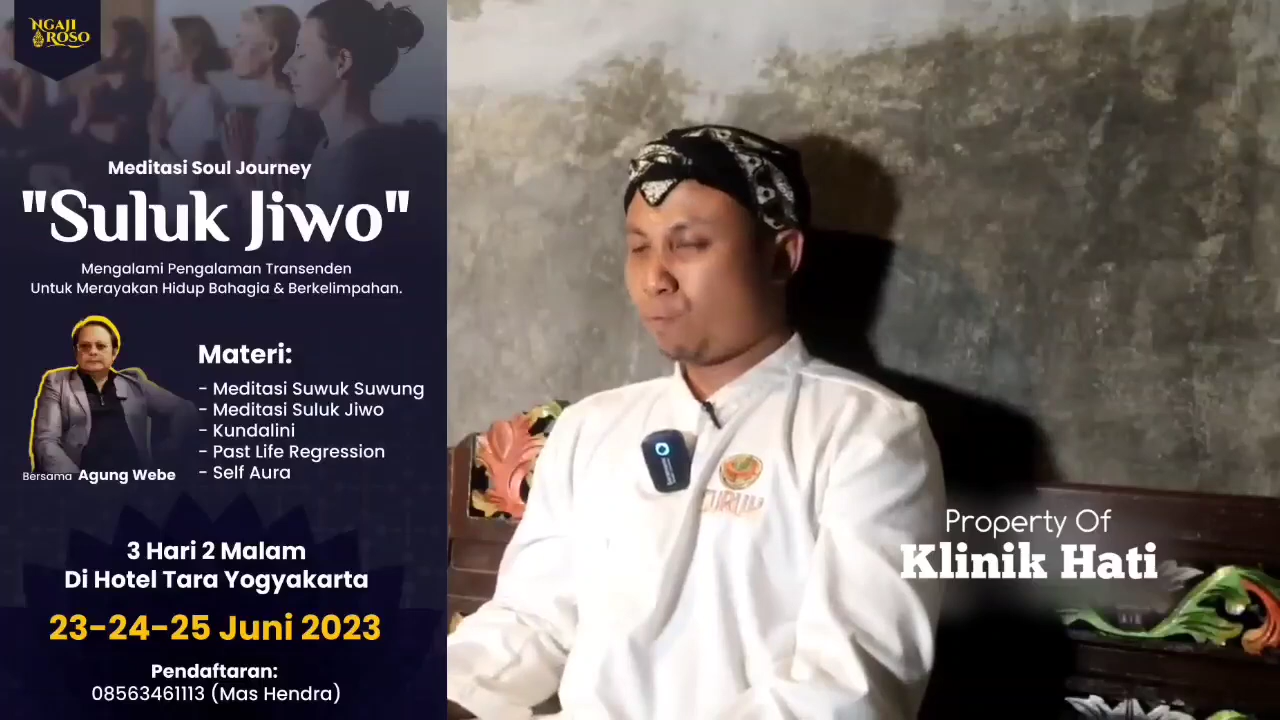 NGAJI
ROSO
Meditasi Soul Journey
"Suluk Jiwo"
Mengalami Pengalaman Transenden
Untuk Merayakan Hidup Bahagia & Berkelimpahan.
Materi:
- Meditasi Suwuk Suwung
- Meditasi Suluk Jiwo
- Kundalini
- Past Life Regression
- Self Aura
Bersama Agung Webe
3 Hari 2 Malam
Di Hotel Tara Yogyakarta
23-24-25 Juni 2023
Pendaftaran:
08563461113 (Mas Hendra)
Property Of
Klinik Hati